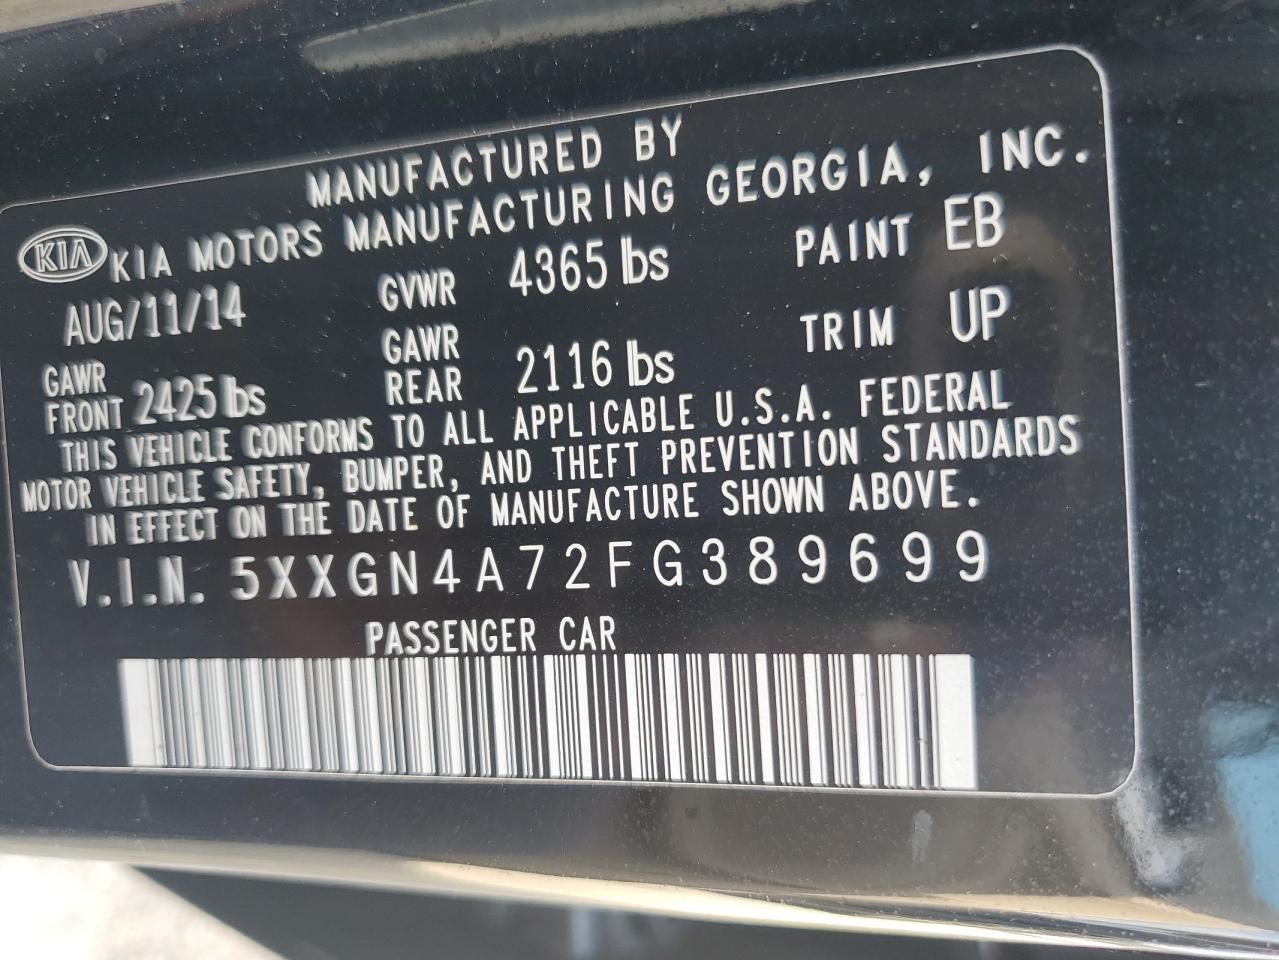 MANUFACTURED BY
KIA KIA MOTORS MANUFACTURING GEORGIA, INC.
AUG/11/14 GVWR 4365 lbs PAINT EB
GAWR FRONT 2425 lbs GAWR REAR 2116 lbs TRIM UP
THIS VEHICLE CONFORMS TO ALL APPLICABLE U.S.A. FEDERAL
MOTOR VEHICLE SAFETY, BUMPER, AND THEFT PREVENTION STANDARDS
IN EFFECT ON THE DATE OF MANUFACTURE SHOWN ABOVE.
V.I.N. 5XXGN4A72FG389699
PASSENGER CAR